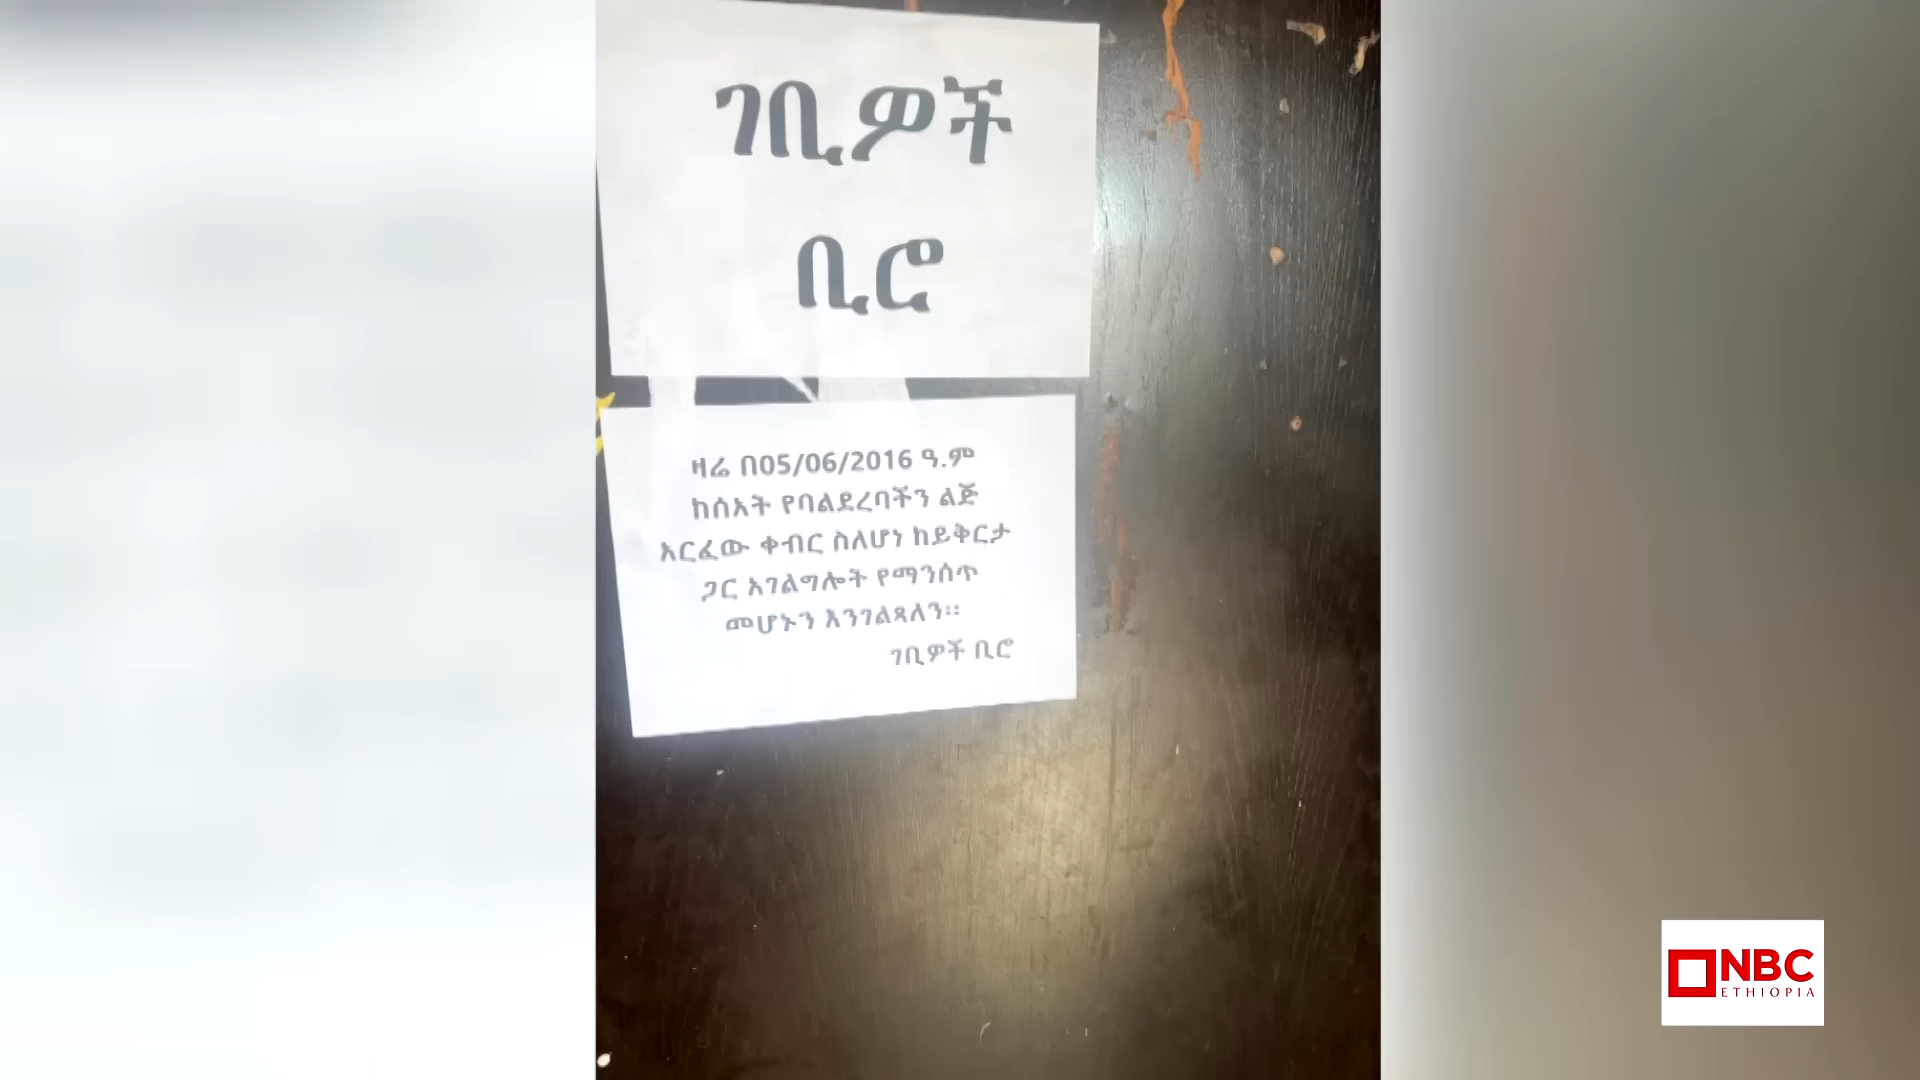 ገቢዎች
ቢሮ
ዛሬ በ05/06/2016 ዓ.ም
ከሰአት የባልደረባችን ልጅ
አርፈው ቀብር ስለሆነ ከይቅርታ
ጋር አገልግሎት የማንሰጥ
መሆኑን እንገልጻለን።
ገቢዎች ቢሮ
NBC
ETHIOPIA